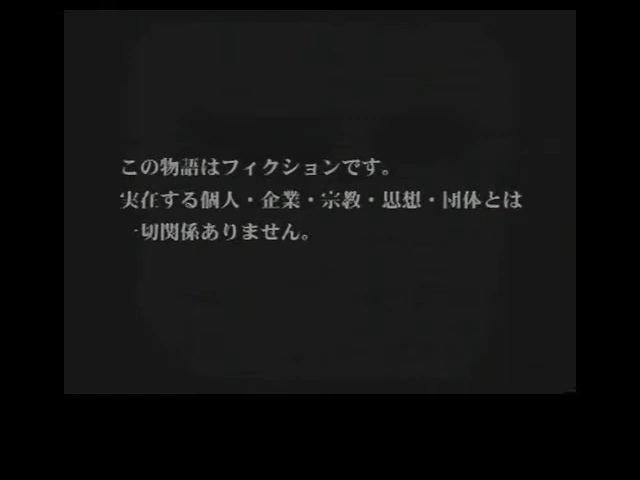 この物語はフィクションです。
実在する個人・企業・宗教・思想・団体とは
一切関係ありません。